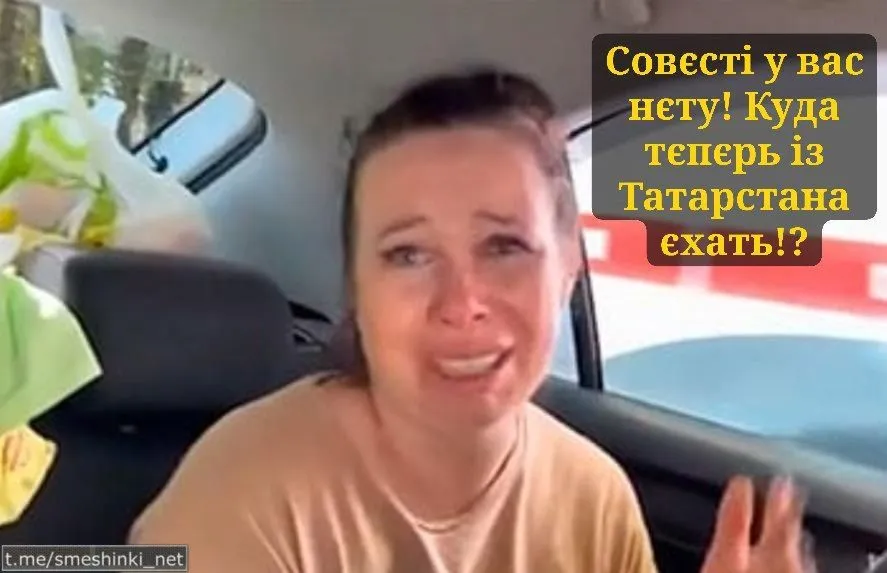 Совєсті у вас
нєту! Куда
тєпєрь із
Татарстана
єхать!?
t.me/smeshinki_net